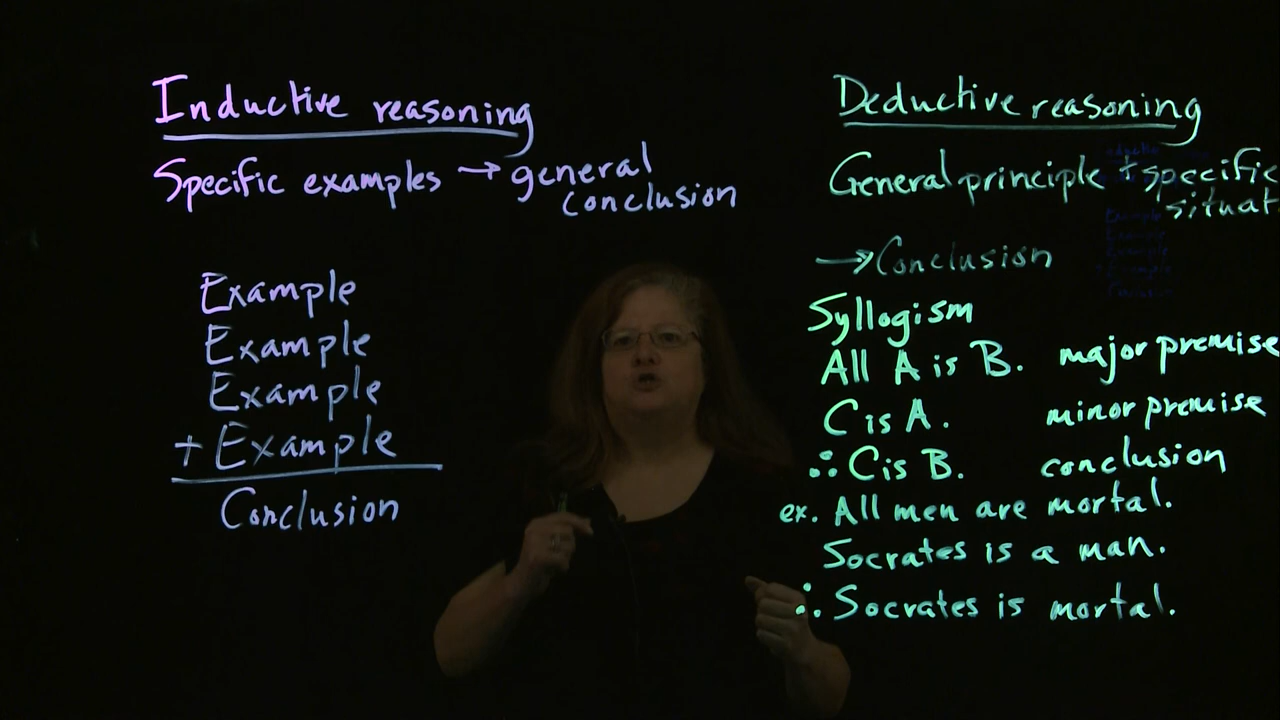 Inductive reasoning
Specific examples → general
conclusion
Example
Example
Example
+ Example
Conclusion
Deductive reasoning
General principle + specific
situat
→ Conclusion
Syllogism
All A is B. major premise
C is A. minor premise
∴ C is B. conclusion
ex. All men are mortal.
Socrates is a man.
∴ Socrates is mortal.